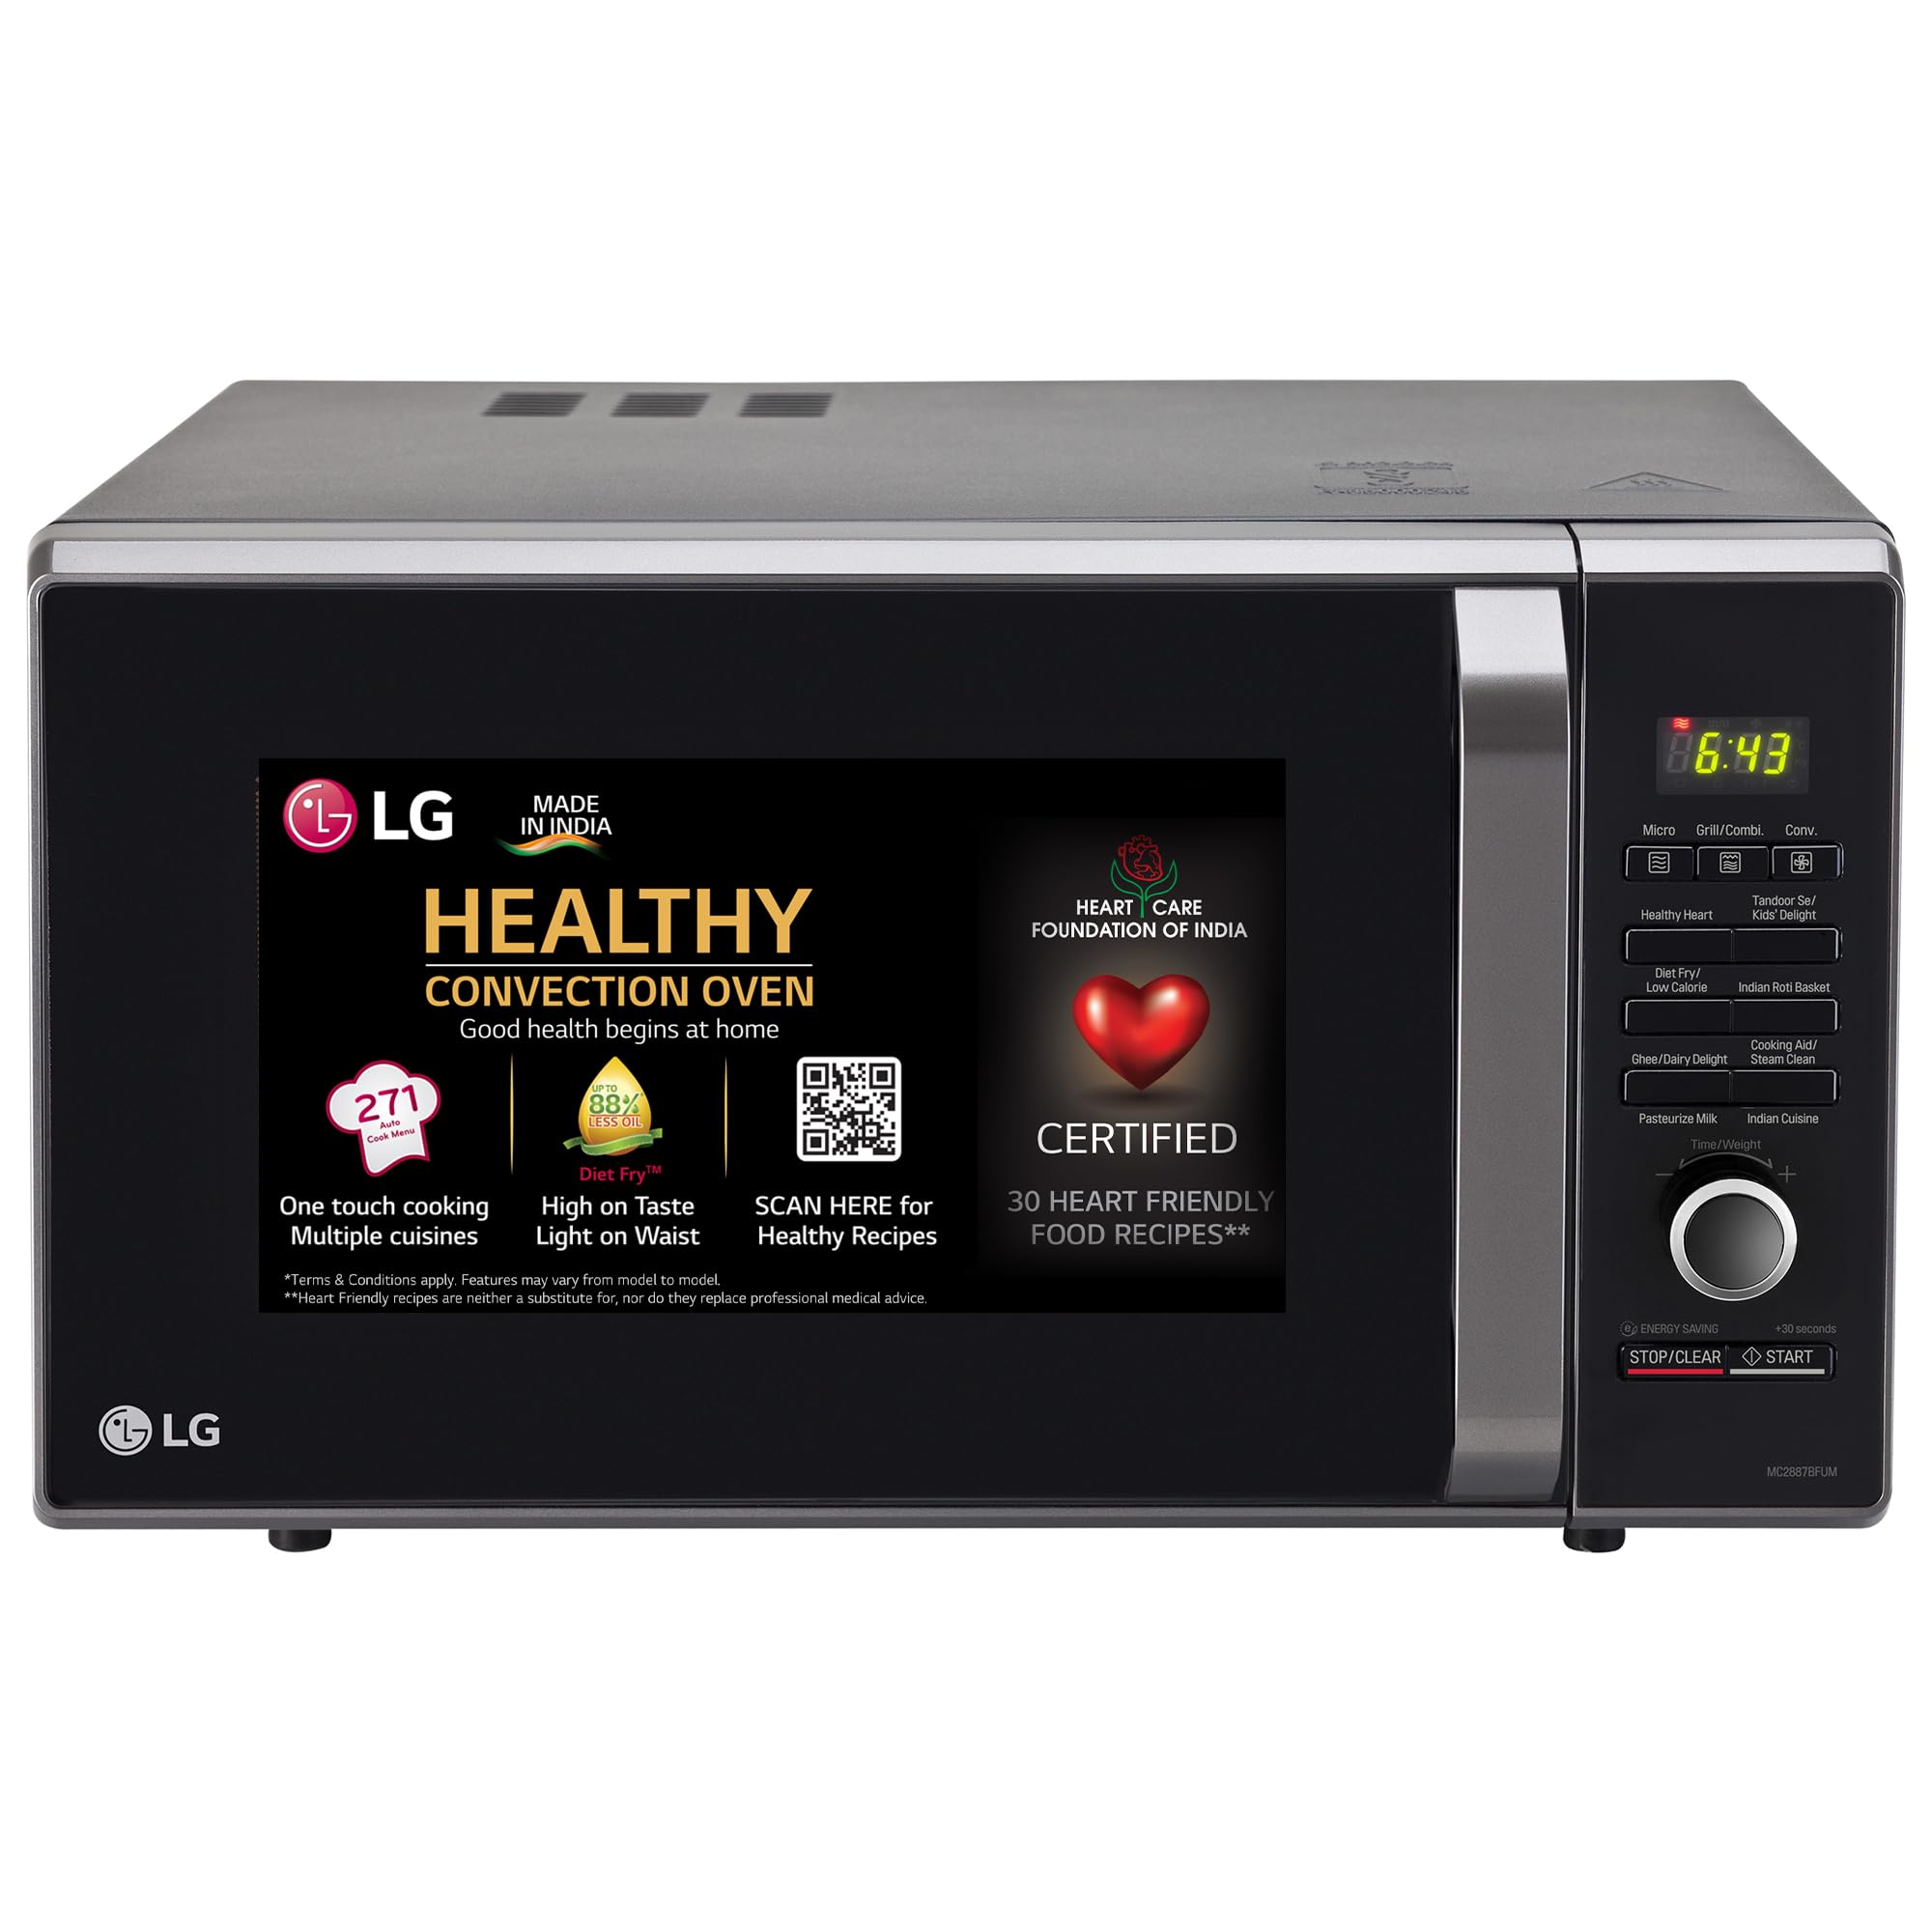 LG
MADE
IN INDIA
HEALTHY
CONVECTION OVEN
Good health begins at home
271
Auto
Cook Menu
One touch cooking
Multiple cuisines
UP TO
88%
LESS OIL
Diet Fry™
High on Taste
Light on Waist
SCAN HERE for
Healthy Recipes
*Terms & Conditions apply. Features may vary from model to model.
**Heart Friendly recipes are neither a substitute for, nor do they replace professional medical advice.
HEART CARE
FOUNDATION OF INDIA
CERTIFIED
30 HEART FRIENDLY
FOOD RECIPES**
LG
6:43
Micro Grill/Combi. Conv.
Healthy Heart
Tandoor Se/
Kids' Delight
Diet Fry/
Low Calorie
Indian Roti Basket
Ghee/Dairy Delight
Cooking Aid/
Steam Clean
Pasteurize Milk
Indian Cuisine
Time/Weight
− +
ENERGY SAVING
+30 seconds
STOP/CLEAR
START
MC2887BFUM